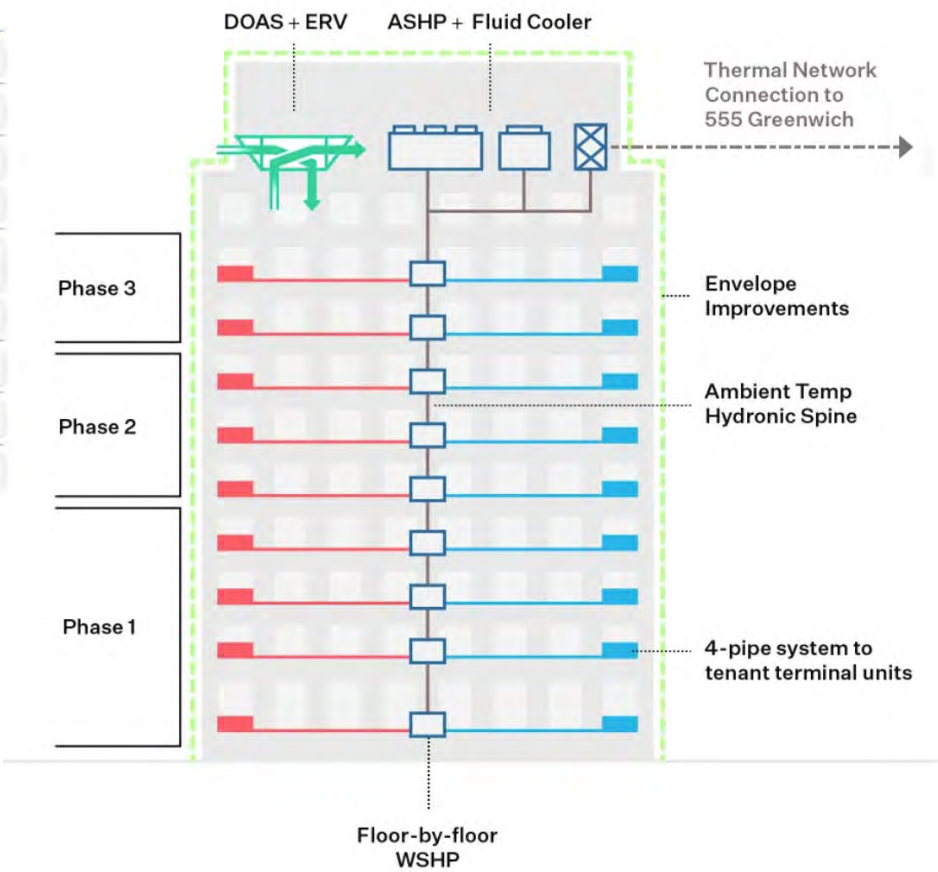 DOAS + ERV
ASHP + Fluid Cooler
Thermal Network
Connection to
555 Greenwich
Phase 3
Envelope
Improvements
Ambient Temp
Hydronic Spine
Phase 2
Phase 1
4-pipe system to
tenant terminal units
Floor-by-floor
WSHP